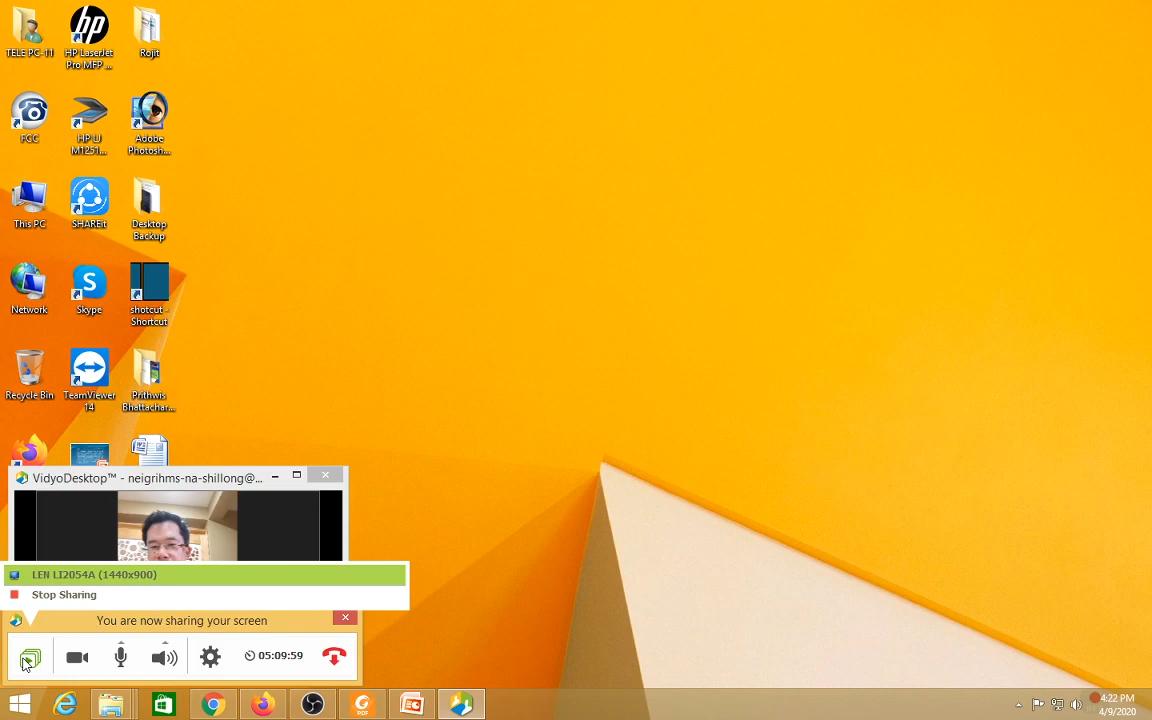 TELE PC-11
HP LaserJet
Pro MFP ...
Rojit
FCC
HP LJ
M1251...
Adobe
Photosh...
This PC
SHAREit
Desktop
Backup
Network
Skype
shotcut -
Shortcut
Recycle Bin
TeamViewer
14
Prithwis
Bhattachar...
VidyoDesktop™ - neigrihms-na-shillong@...
LEN LI2054A (1440x900)
Stop Sharing
You are now sharing your screen
05:09:59
PDF
4:22 PM
4/9/2020